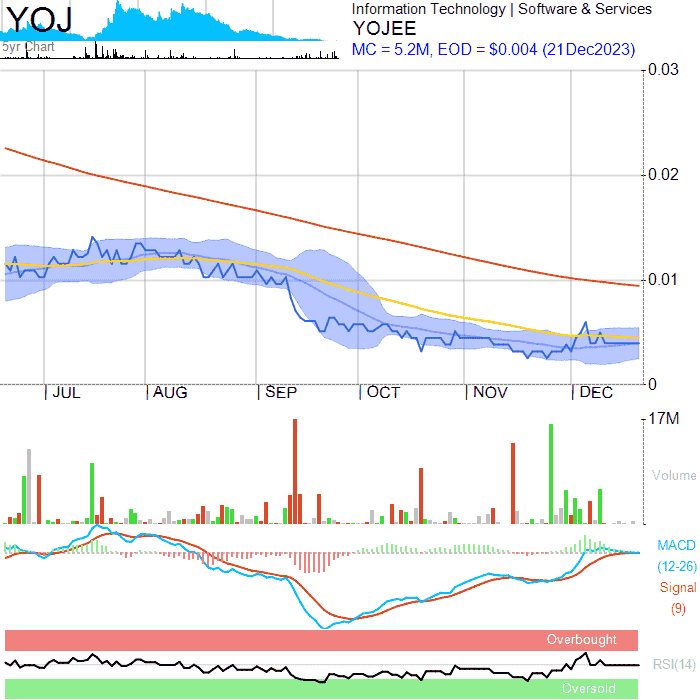 YOJ
5yr Chart
Information Technology | Software & Services
YOJEE
MC = 5.2M, EOD = $0.004 (21Dec2023)
0.03
0.02
0.01
0
JUL AUG SEP OCT NOV DEC
17M
Volume
MACD
(12-26)
Signal
(9)
Overbought
RSI(14)
Oversold